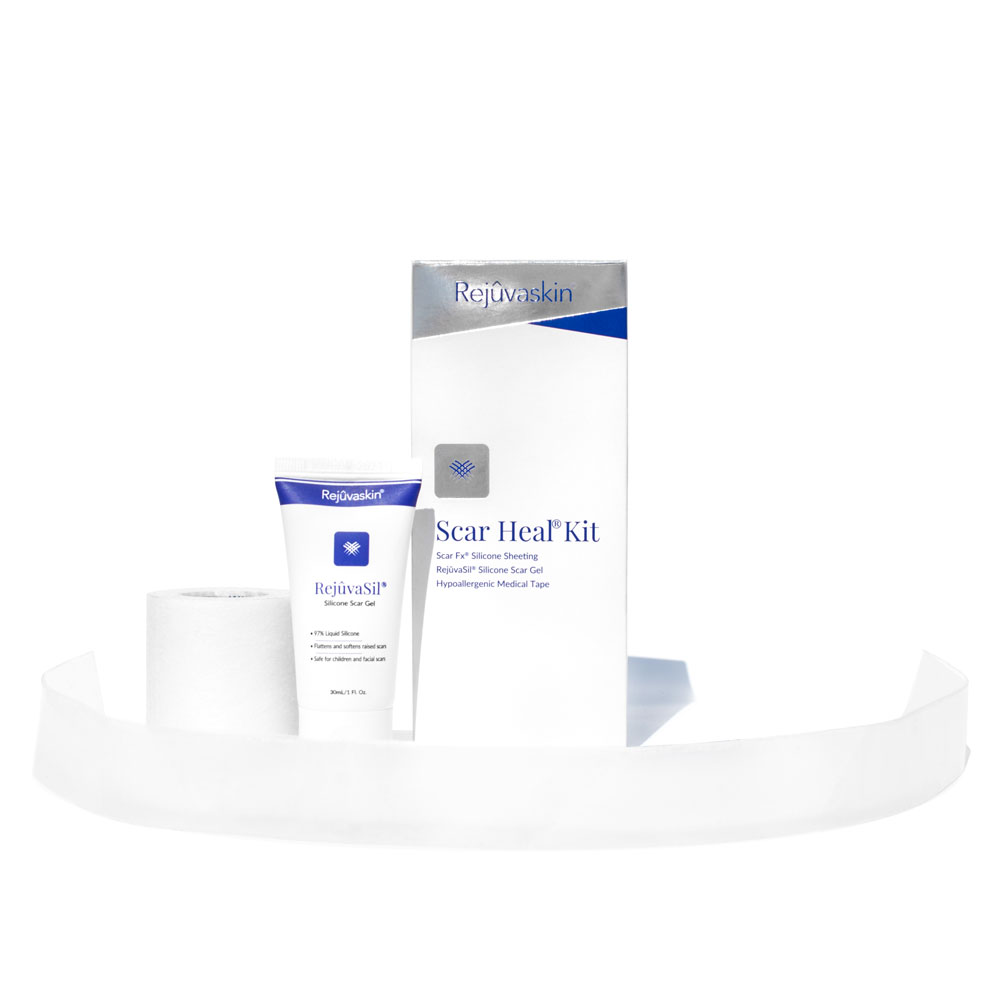 Rejûvaskin
Scar Heal® Kit
Scar Fx® Silicone Sheeting
RejûvaSil® Silicone Scar Gel
Hypoallergenic Medical Tape
Rejûvaskin®
RejûvaSil®
Silicone Scar Gel
• 97% Liquid Silicone
• Flattens and softens raised scars
• Safe for children and facial scars
30mL/1 Fl. Oz.